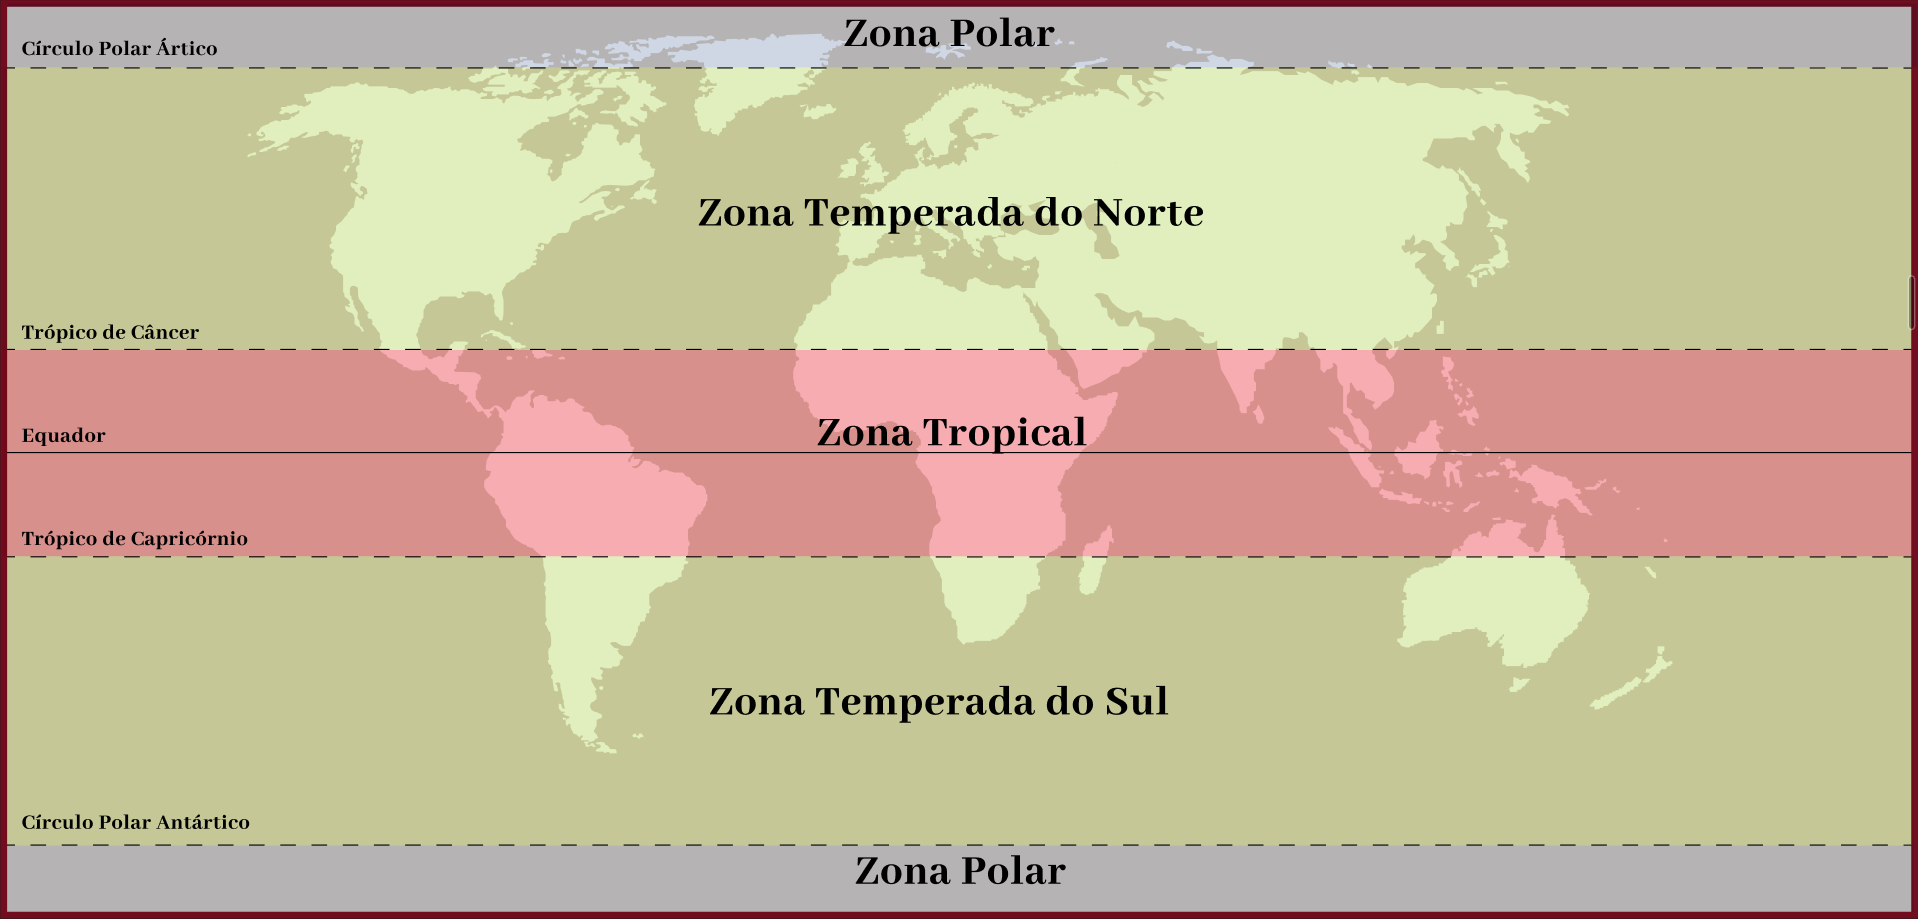 Zona Polar
Círculo Polar Ártico
Zona Temperada do Norte
Trópico de Câncer
Zona Tropical
Equador
Trópico de Capricórnio
Zona Temperada do Sul
Círculo Polar Antártico
Zona Polar